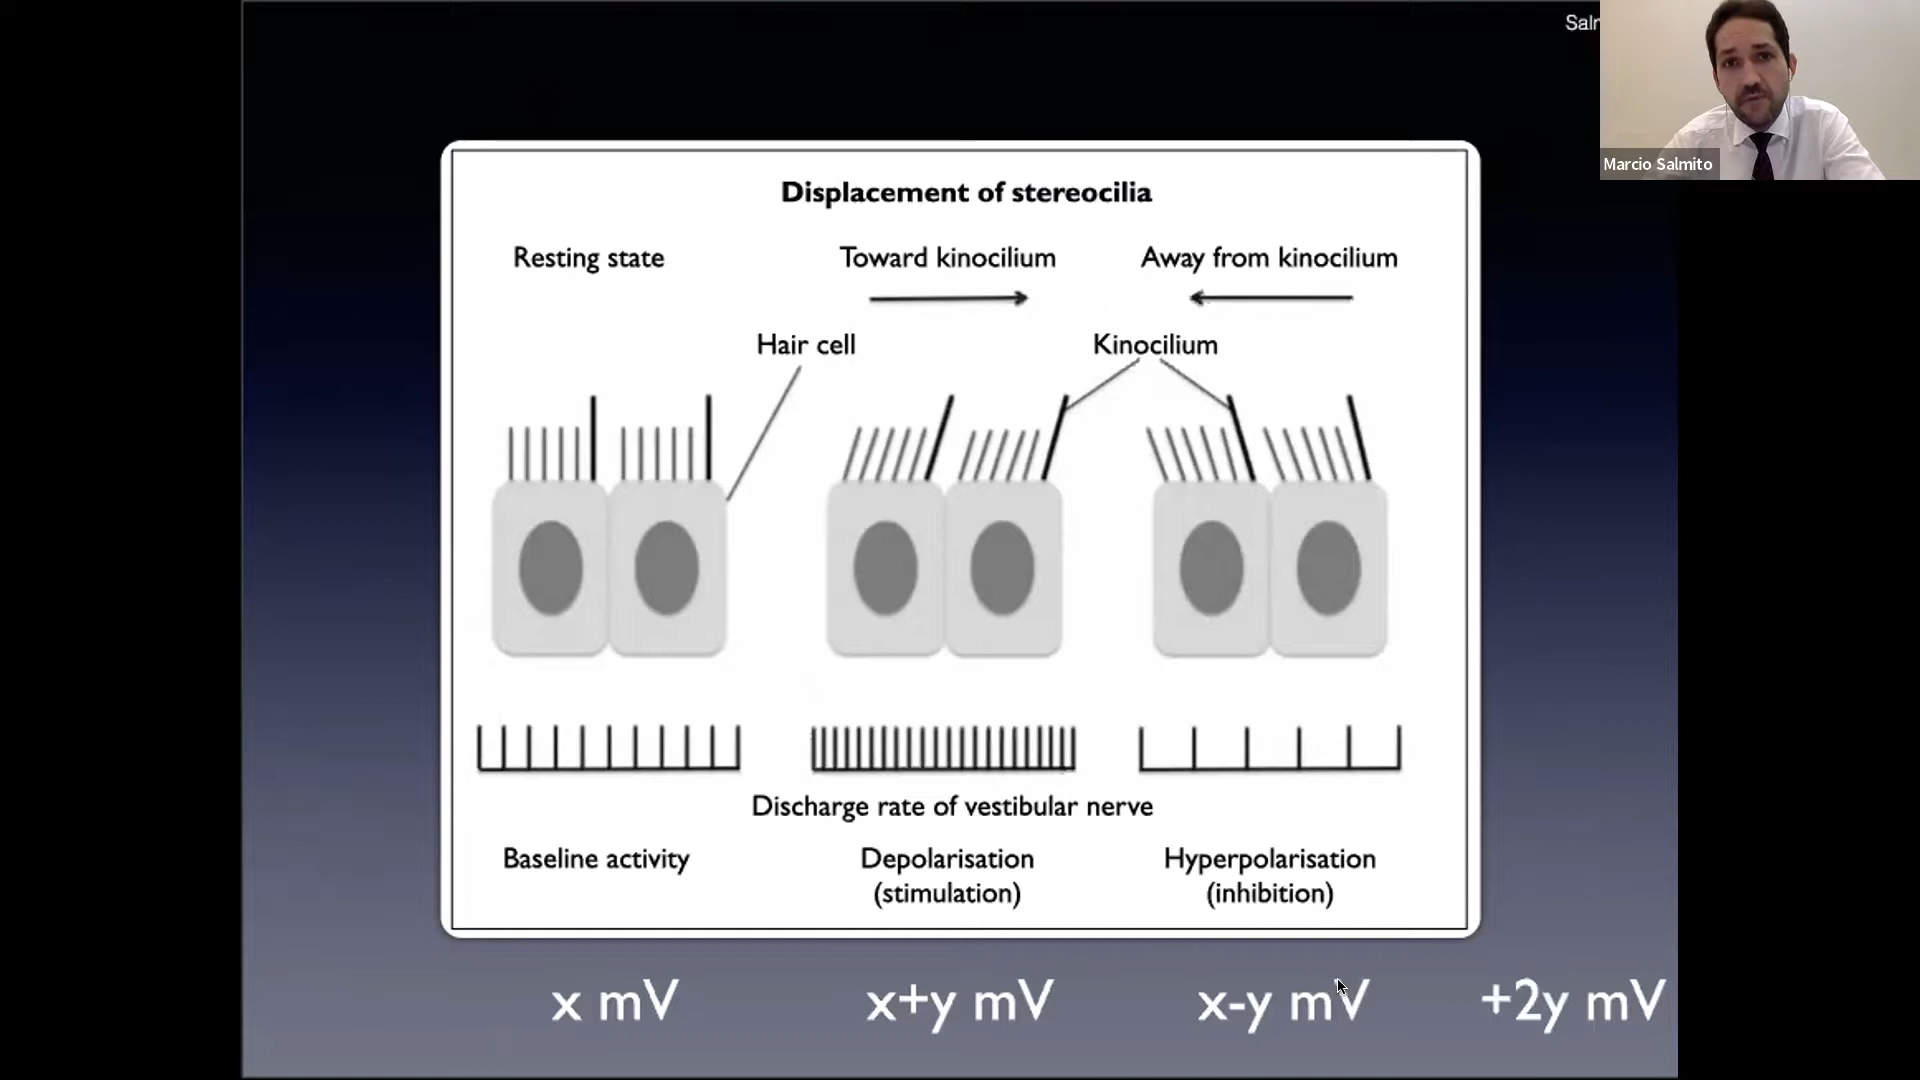 Marcio Salmito
Displacement of stereocilia
Resting state
Toward kinocilium
Away from kinocilium
Hair cell
Kinocilium
Discharge rate of vestibular nerve
Baseline activity
Depolarisation
(stimulation)
Hyperpolarisation
(inhibition)
x mV
x+y mV
x-y mV
+2y mV